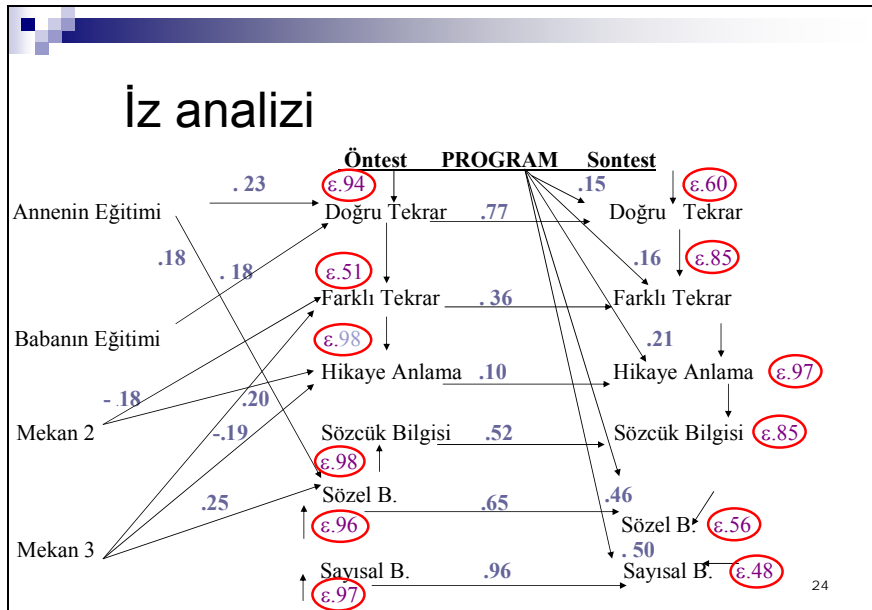 İz analizi
Öntest PROGRAM Sontest
. 23 ε.94 .15 ε.60
Annenin Eğitimi Doğru Tekrar .77 Doğru Tekrar
.18 . 18 ε.51 .16 ε.85
Farklı Tekrar . 36 Farklı Tekrar
Babanın Eğitimi ε.98 .21
Hikaye Anlama .10 Hikaye Anlama ε.97
- .18 .20
Mekan 2 -.19 Sözcük Bilgisi .52 Sözcük Bilgisi ε.85
ε.98
.25 Sözel B. .65 .46
ε.96 Sözel B. ε.56
Mekan 3 . 50
Sayısal B. .96 Sayısal B. ε.48
ε.97
24